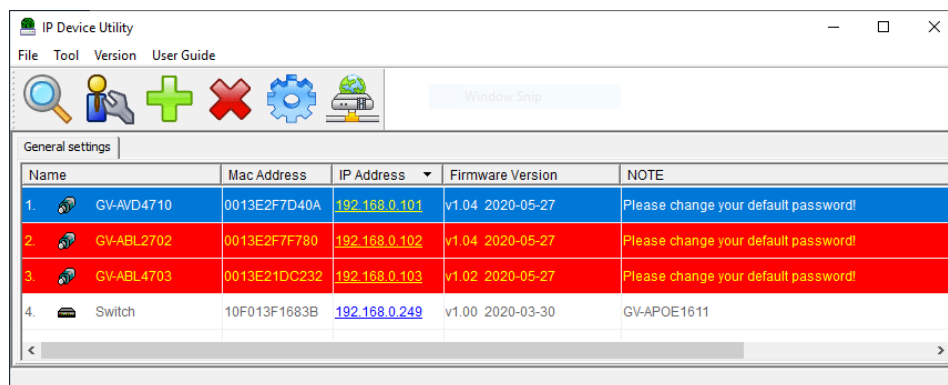 IP Device Utility
File Tool Version User Guide
Window Snip
General settings
Name Mac Address IP Address Firmware Version NOTE
1. GV-AVD4710 0013E2F7D40A 192.168.0.101 v1.04 2020-05-27 Please change your default password!
2. GV-ABL2702 0013E2F7F780 192.168.0.102 v1.04 2020-05-27 Please change your default password!
3. GV-ABL4703 0013E21DC232 192.168.0.103 v1.02 2020-05-27 Please change your default password!
4. Switch 10F013F1683B 192.168.0.249 v1.00 2020-03-30 GV-APOE1611